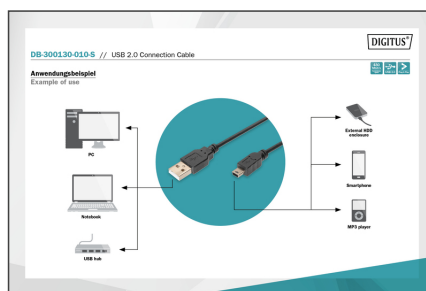 DIGITUS®
DB-300130-010-S // USB 2.0 Connection Cable
Anwendungsbeispiel
Example of use
PC
Notebook
USB hub
External HDD
enclosure
Smartphone
MP3 player